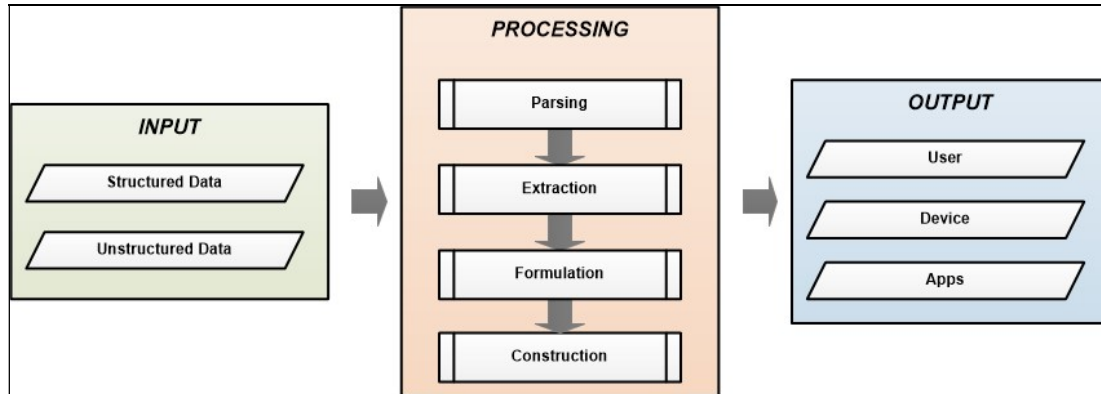 INPUT
Structured Data
Unstructured Data
PROCESSING
Parsing
Extraction
Formulation
Construction
OUTPUT
User
Device
Apps